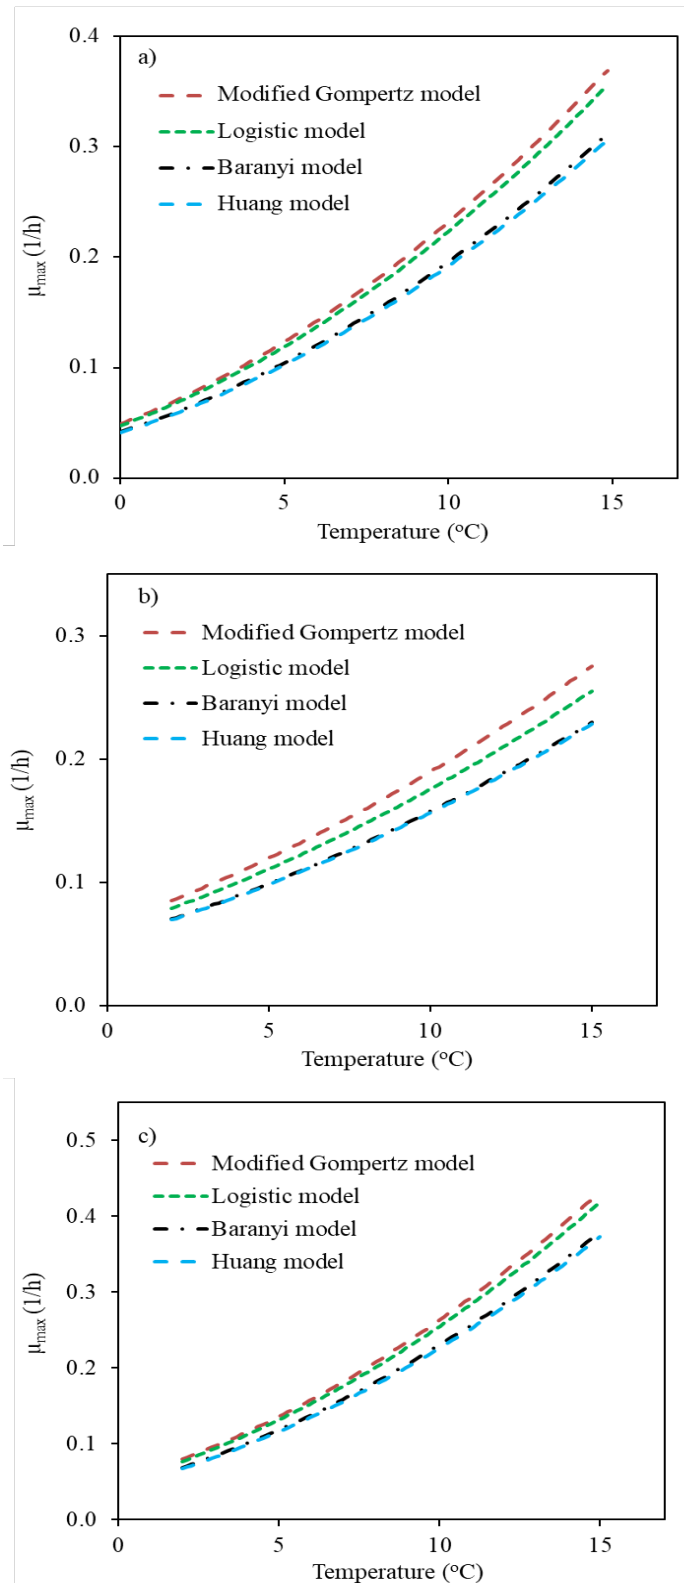 a)
Modified Gompertz model
Logistic model
Baranyi model
Huang model
0.4
0.3
0.2
0.1
0.0
μmax (1/h)
0 5 10 15
Temperature (°C)
b)
Modified Gompertz model
Logistic model
Baranyi model
Huang model
0.3
0.2
0.1
0.0
μmax (1/h)
0 5 10 15
Temperature (°C)
c)
Modified Gompertz model
Logistic model
Baranyi model
Huang model
0.5
0.4
0.3
0.2
0.1
0.0
μmax (1/h)
0 5 10 15
Temperature (°C)